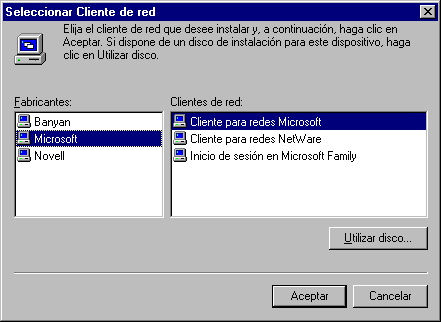 Seleccionar Cliente de red
Elija el cliente de red que desee instalar y, a continuación, haga clic en
Aceptar. Si dispone de un disco de instalación para este dispositivo, haga
clic en Utilizar disco.
Fabricantes:
Banyan
Microsoft
Novell
Clientes de red:
Cliente para redes Microsoft
Cliente para redes NetWare
Inicio de sesión en Microsoft Family
Utilizar disco...
Aceptar
Cancelar